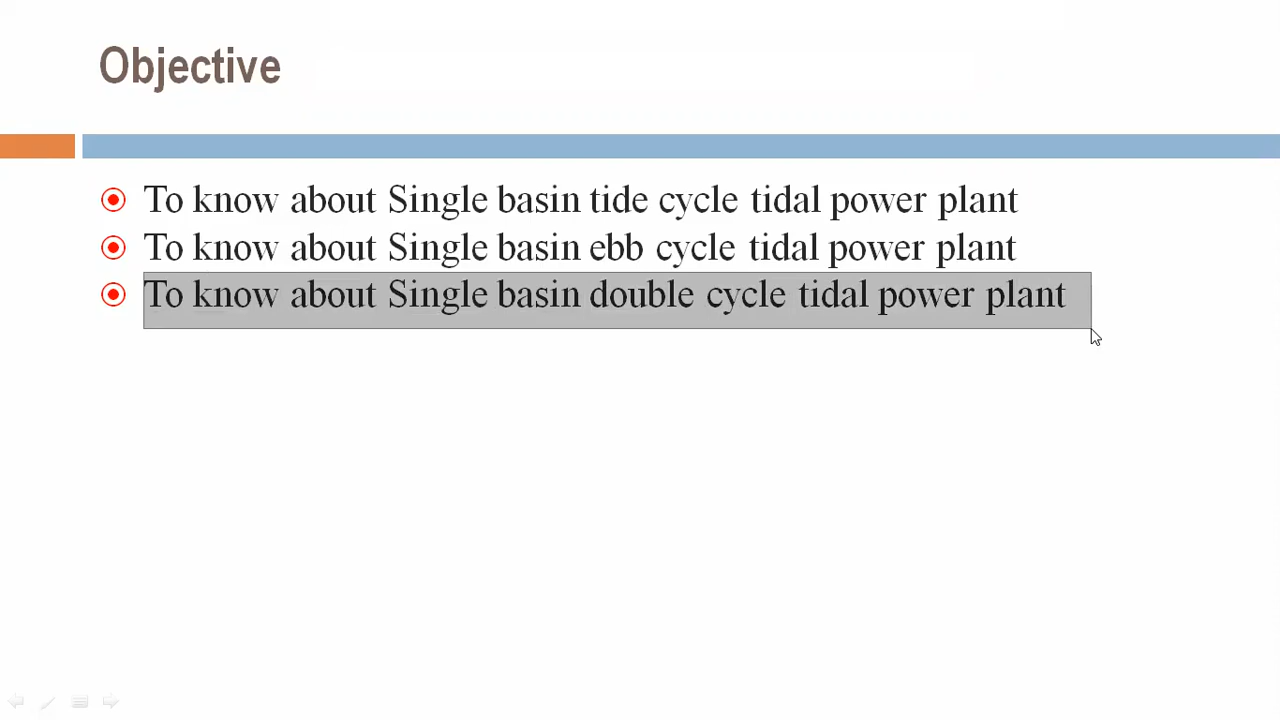 Objective
To know about Single basin tide cycle tidal power plant
To know about Single basin ebb cycle tidal power plant
To know about Single basin double cycle tidal power plant